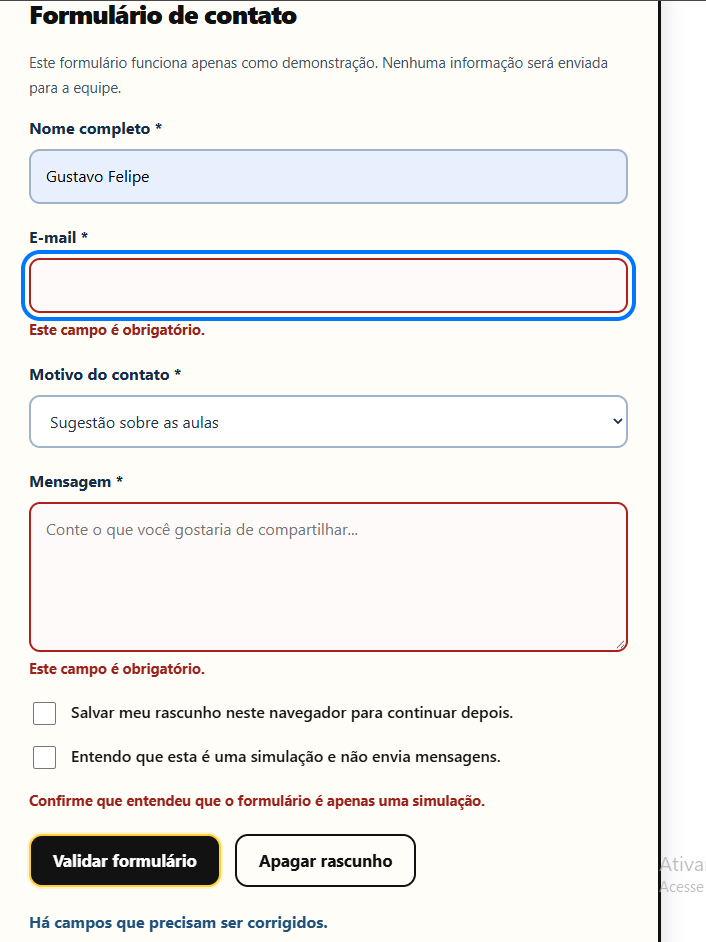 Formulário de contato
Este formulário funciona apenas como demonstração. Nenhuma informação será enviada
para a equipe.
Nome completo *
Gustavo Felipe
E-mail *
Este campo é obrigatório.
Motivo do contato *
Sugestão sobre as aulas
Mensagem *
Conte o que você gostaria de compartilhar...
Este campo é obrigatório.
Salvar meu rascunho neste navegador para continuar depois.
Entendo que esta é uma simulação e não envia mensagens.
Confirme que entendeu que o formulário é apenas uma simulação.
Validar formulário
Apagar rascunho
Há campos que precisam ser corrigidos.
Acesse